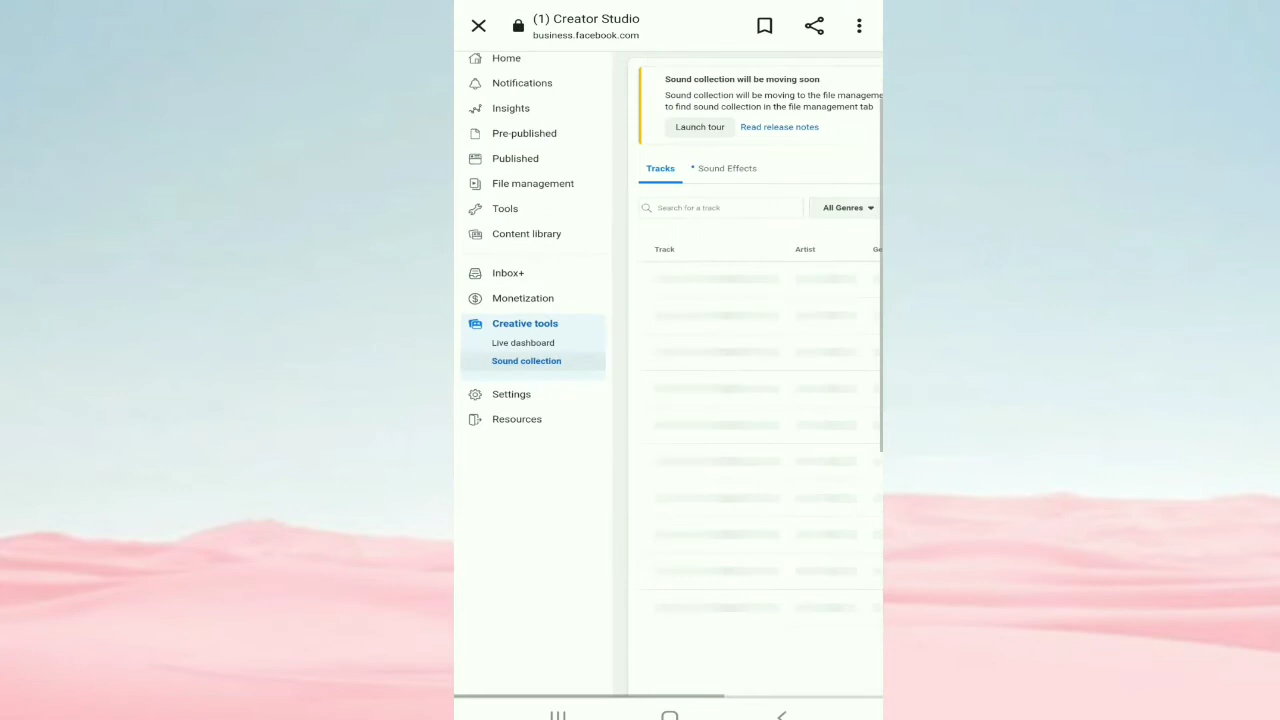 (1) Creator Studio
business.facebook.com
Home
Notifications
Insights
Pre-published
Published
File management
Tools
Content library
Inbox+
Monetization
Creative tools
Live dashboard
Sound collection
Settings
Resources
Sound collection will be moving soon
Sound collection will be moving to the file manageme
to find sound collection in the file management tab
Launch tour
Read release notes
Tracks
Sound Effects
Search for a track
All Genres
Track
Artist
Ge